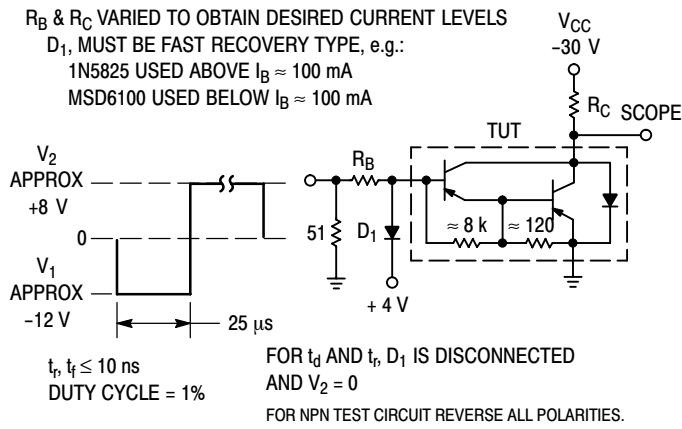 R_B & R_C VARIED TO OBTAIN DESIRED CURRENT LEVELS
D_1, MUST BE FAST RECOVERY TYPE, e.g.:
1N5825 USED ABOVE I_B ≈ 100 mA
MSD6100 USED BELOW I_B ≈ 100 mA
V_CC
−30 V
R_C
SCOPE
TUT
V_2
APPROX
+8 V
0
V_1
APPROX
−12 V
25 μs
R_B
51
D_1
≈ 8 k
≈ 120
+ 4 V
t_r, t_f ≤ 10 ns
DUTY CYCLE = 1%
FOR t_d AND t_r, D_1 IS DISCONNECTED
AND V_2 = 0
FOR NPN TEST CIRCUIT REVERSE ALL POLARITIES.